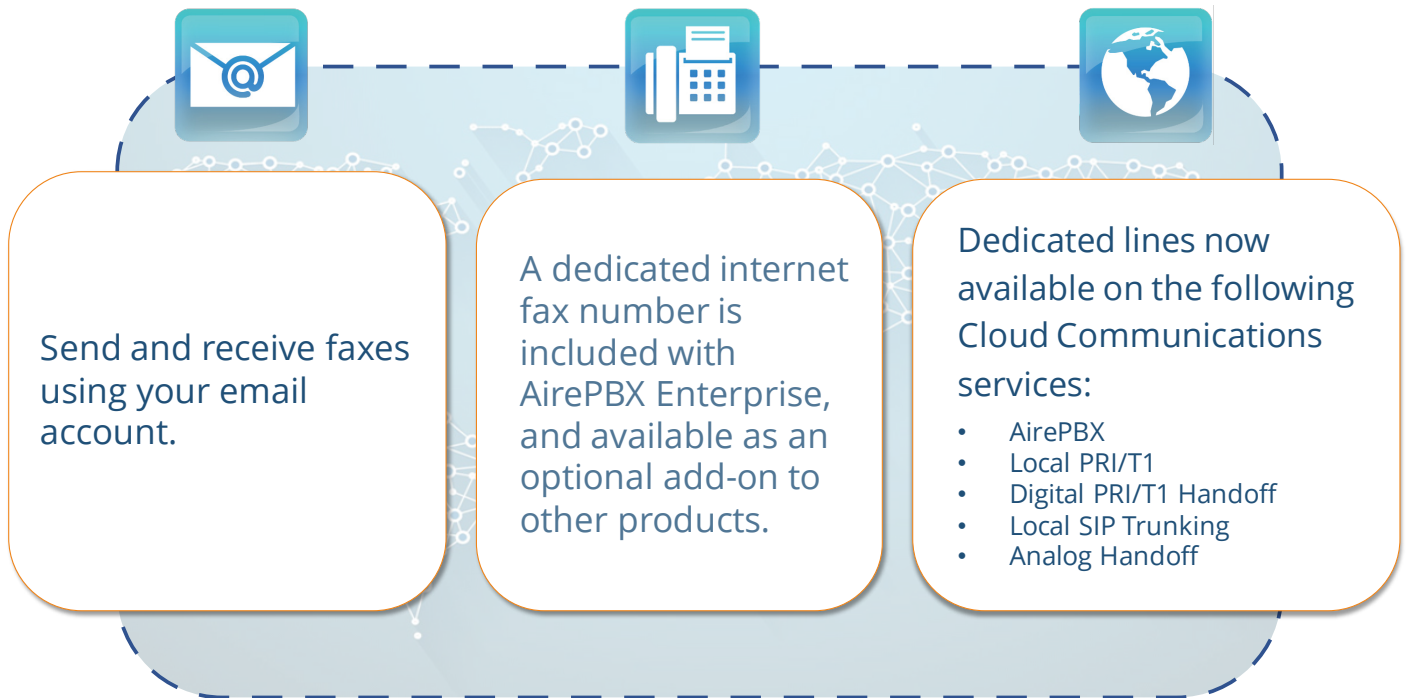 Send and receive faxes
using your email
account.
A dedicated internet
fax number is
included with
AirePBX Enterprise,
and available as an
optional add-on to
other products.
Dedicated lines now
available on the following
Cloud Communications
services:
• AirePBX
• Local PRI/T1
• Digital PRI/T1 Handoff
• Local SIP Trunking
• Analog Handoff